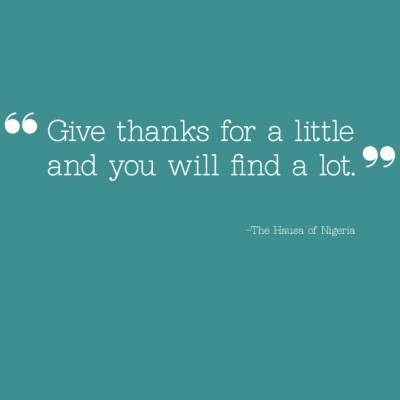 “Give thanks for a little
and you will find a lot.”
-The Hausa of Nigeria